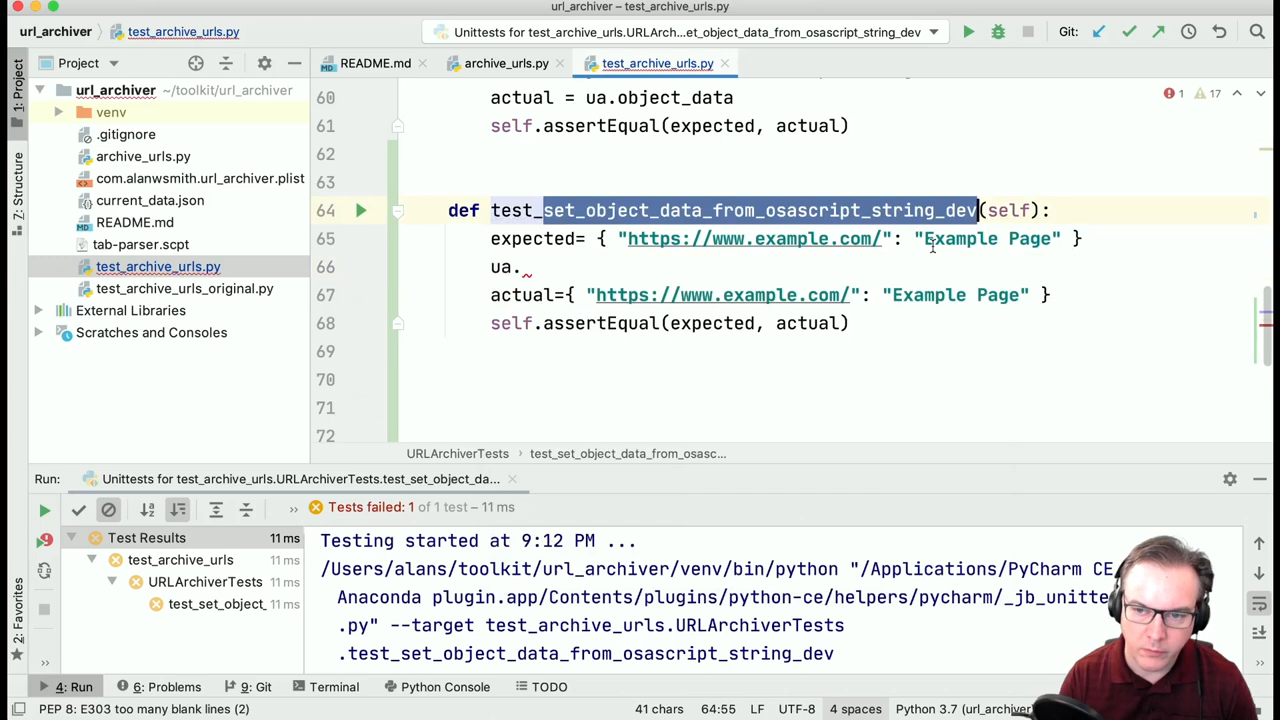 url_archiver – test_archive_urls.py
url_archiver
test_archive_urls.py
Unittests for test_archive_urls.URLArch...et_object_data_from_osascript_string_dev
Git:
1: Project
7: Structure
2: Favorites
Project
README.md
archive_urls.py
test_archive_urls.py
url_archiver ~/toolkit/url_archiver
venv
.gitignore
archive_urls.py
com.alanwsmith.url_archiver.plist
current_data.json
README.md
tab-parser.scpt
test_archive_urls.py
test_archive_urls_original.py
External Libraries
Scratches and Consoles
1 17
60 actual = ua.object_data
61 self.assertEqual(expected, actual)
62
63
64 def test_set_object_data_from_osascript_string_dev(self):
65 expected= { "https://www.example.com/": "Example Page" }
66 ua.
67 actual={ "https://www.example.com/": "Example Page" }
68 self.assertEqual(expected, actual)
69
70
71
72
URLArchiverTests test_set_object_data_from_osasc...
Run: Unittests for test_archive_urls.URLArchiverTests.test_set_object_da...
Tests failed: 1 of 1 test – 11 ms
Test Results 11 ms
test_archive_urls 11 ms
URLArchiverTests 11 ms
test_set_object_ 11 ms
Testing started at 9:12 PM ...
/Users/alans/toolkit/url_archiver/venv/bin/python "/Applications/PyCharm CE
Anaconda plugin.app/Contents/plugins/python-ce/helpers/pycharm/_jb_unitte
.py" --target test_archive_urls.URLArchiverTests
.test_set_object_data_from_osascript_string_dev
4: Run
6: Problems
9: Git
Terminal
Python Console
TODO
PEP 8: E303 too many blank lines (2)
41 chars
64:55
LF
UTF-8
4 spaces
Python 3.7 (url_archiver)